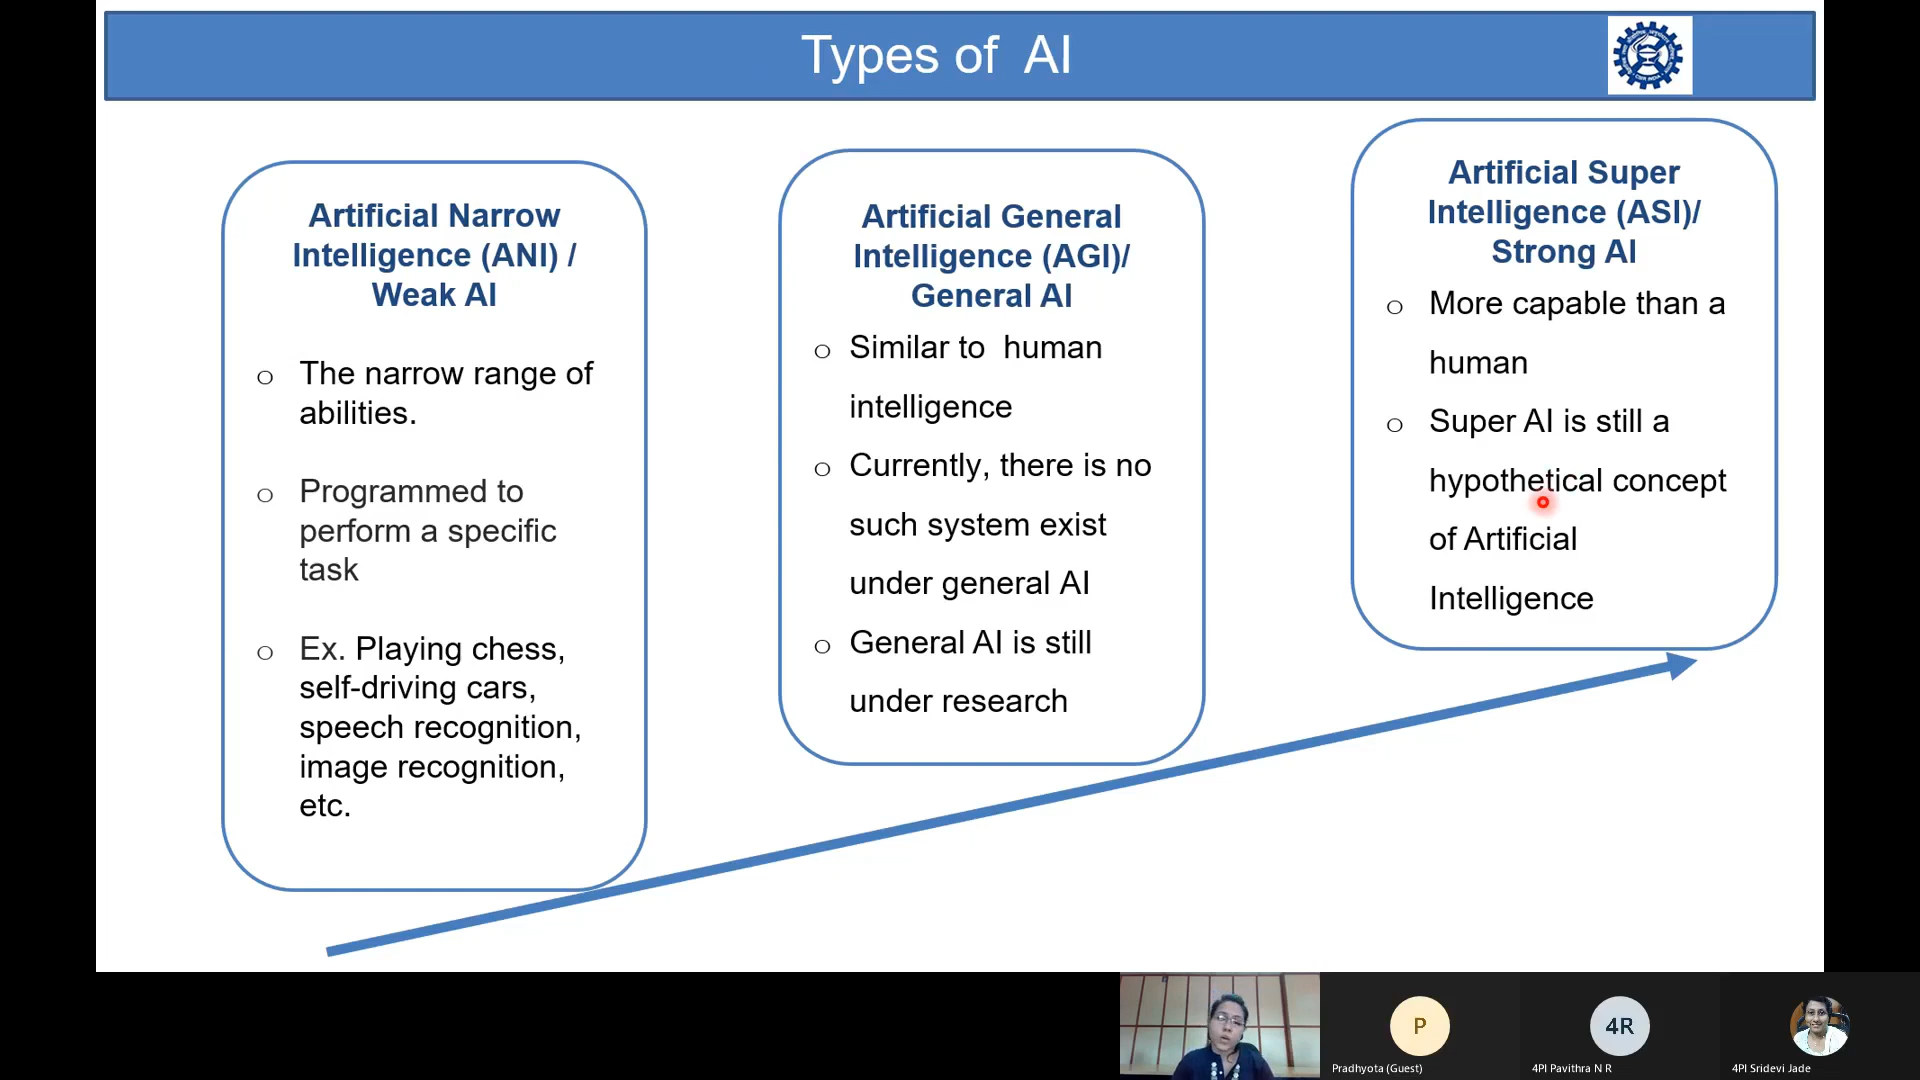 Types of AI
Artificial Narrow
Intelligence (ANI) /
Weak AI
o The narrow range of
abilities.
o Programmed to
perform a specific
task
o Ex. Playing chess,
self-driving cars,
speech recognition,
image recognition,
etc.
Artificial General
Intelligence (AGI)/
General AI
o Similar to human
intelligence
o Currently, there is no
such system exist
under general AI
o General AI is still
under research
Artificial Super
Intelligence (ASI)/
Strong AI
o More capable than a
human
o Super AI is still a
hypothetical concept
of Artificial
Intelligence
P
Pradhyota (Guest)
4R
4PI Pavithra N R
4PI Sridevi Jade